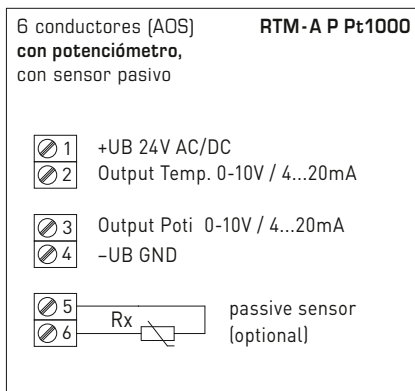 6 conductores (AOS) RTM-A P Pt1000
con potenciómetro,
con sensor pasivo
1 +UB 24V AC/DC
2 Output Temp. 0-10V / 4...20mA
3 Output Poti 0-10V / 4...20mA
4 –UB GND
5 passive sensor
Rx
6 (optional)